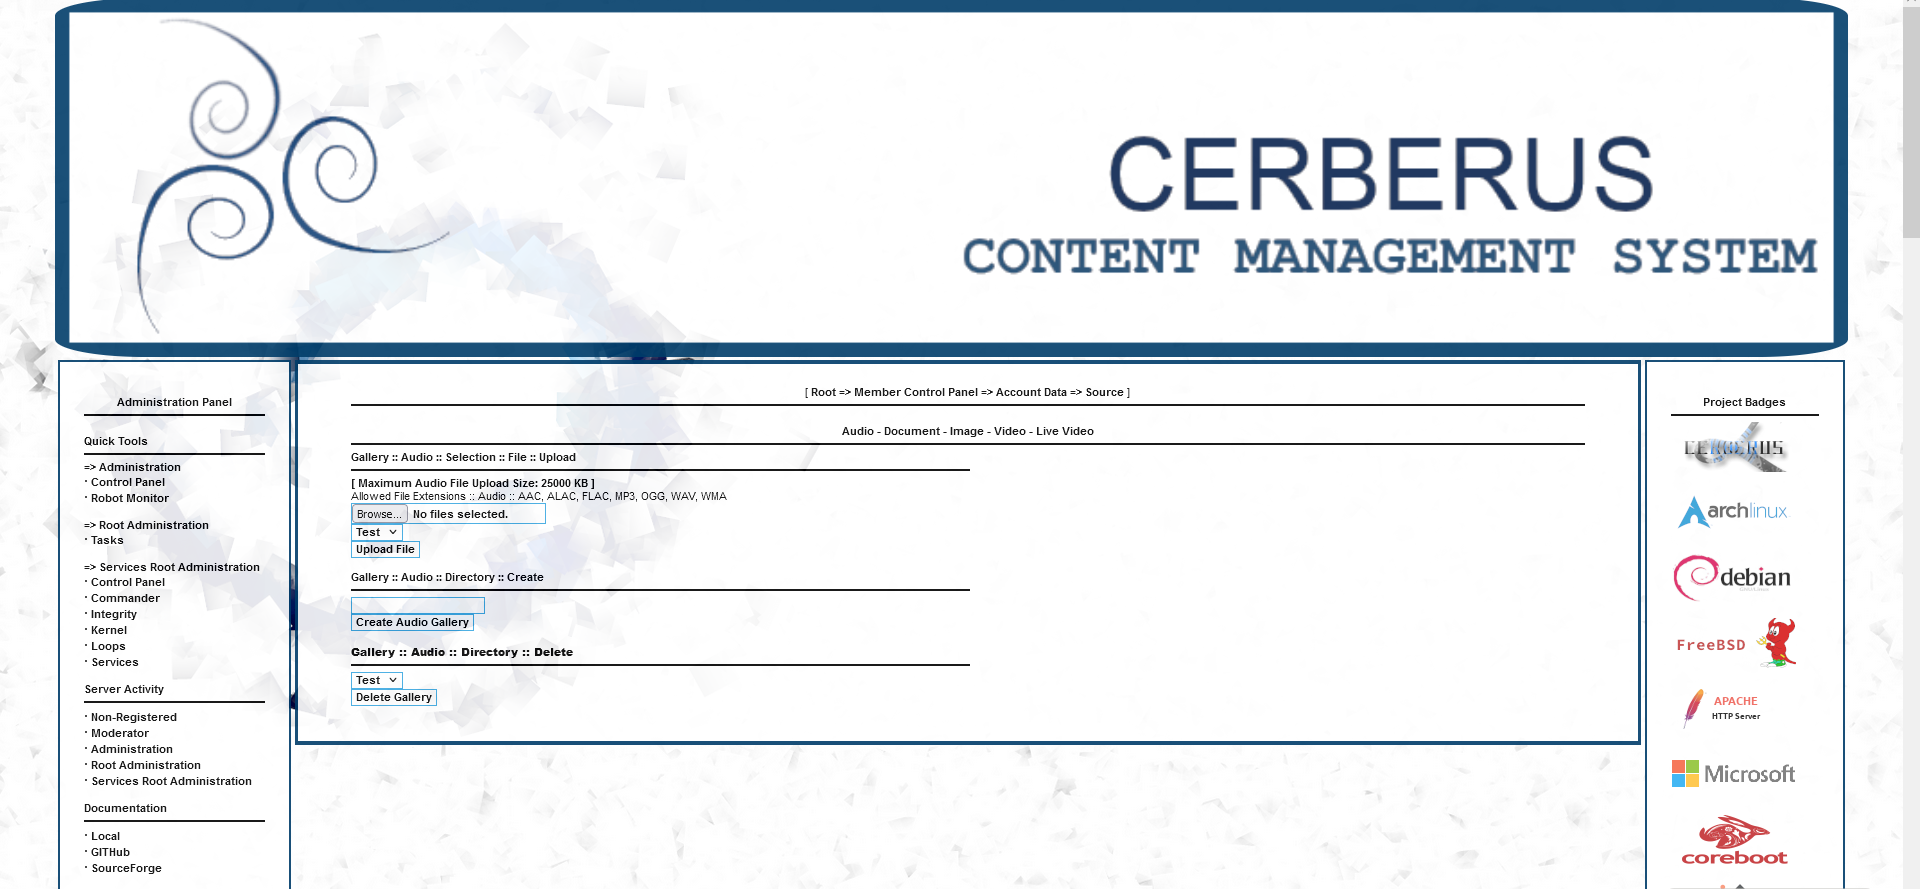 CERBERUS
CONTENT MANAGEMENT SYSTEM
Administration Panel
Quick Tools
=> Administration
· Control Panel
· Robot Monitor
=> Root Administration
· Tasks
=> Services Root Administration
· Control Panel
· Commander
· Integrity
· Kernel
· Loops
· Services
Server Activity
· Non-Registered
· Moderator
· Administration
· Root Administration
· Services Root Administration
Documentation
· Local
· GITHub
· SourceForge
[ Root => Member Control Panel => Account Data => Source ]
Audio - Document - Image - Video - Live Video
Gallery :: Audio :: Selection :: File :: Upload
[ Maximum Audio File Upload Size: 25000 KB ]
Allowed File Extensions :: Audio :: AAC, ALAC, FLAC, MP3, OGG, WAV, WMA
Browse... No files selected.
Test
Upload File
Gallery :: Audio :: Directory :: Create
Create Audio Gallery
Gallery :: Audio :: Directory :: Delete
Test
Delete Gallery
Project Badges
CERBERUS
archlinux
debian
FreeBSD
APACHE
HTTP Server
Microsoft
coreboot